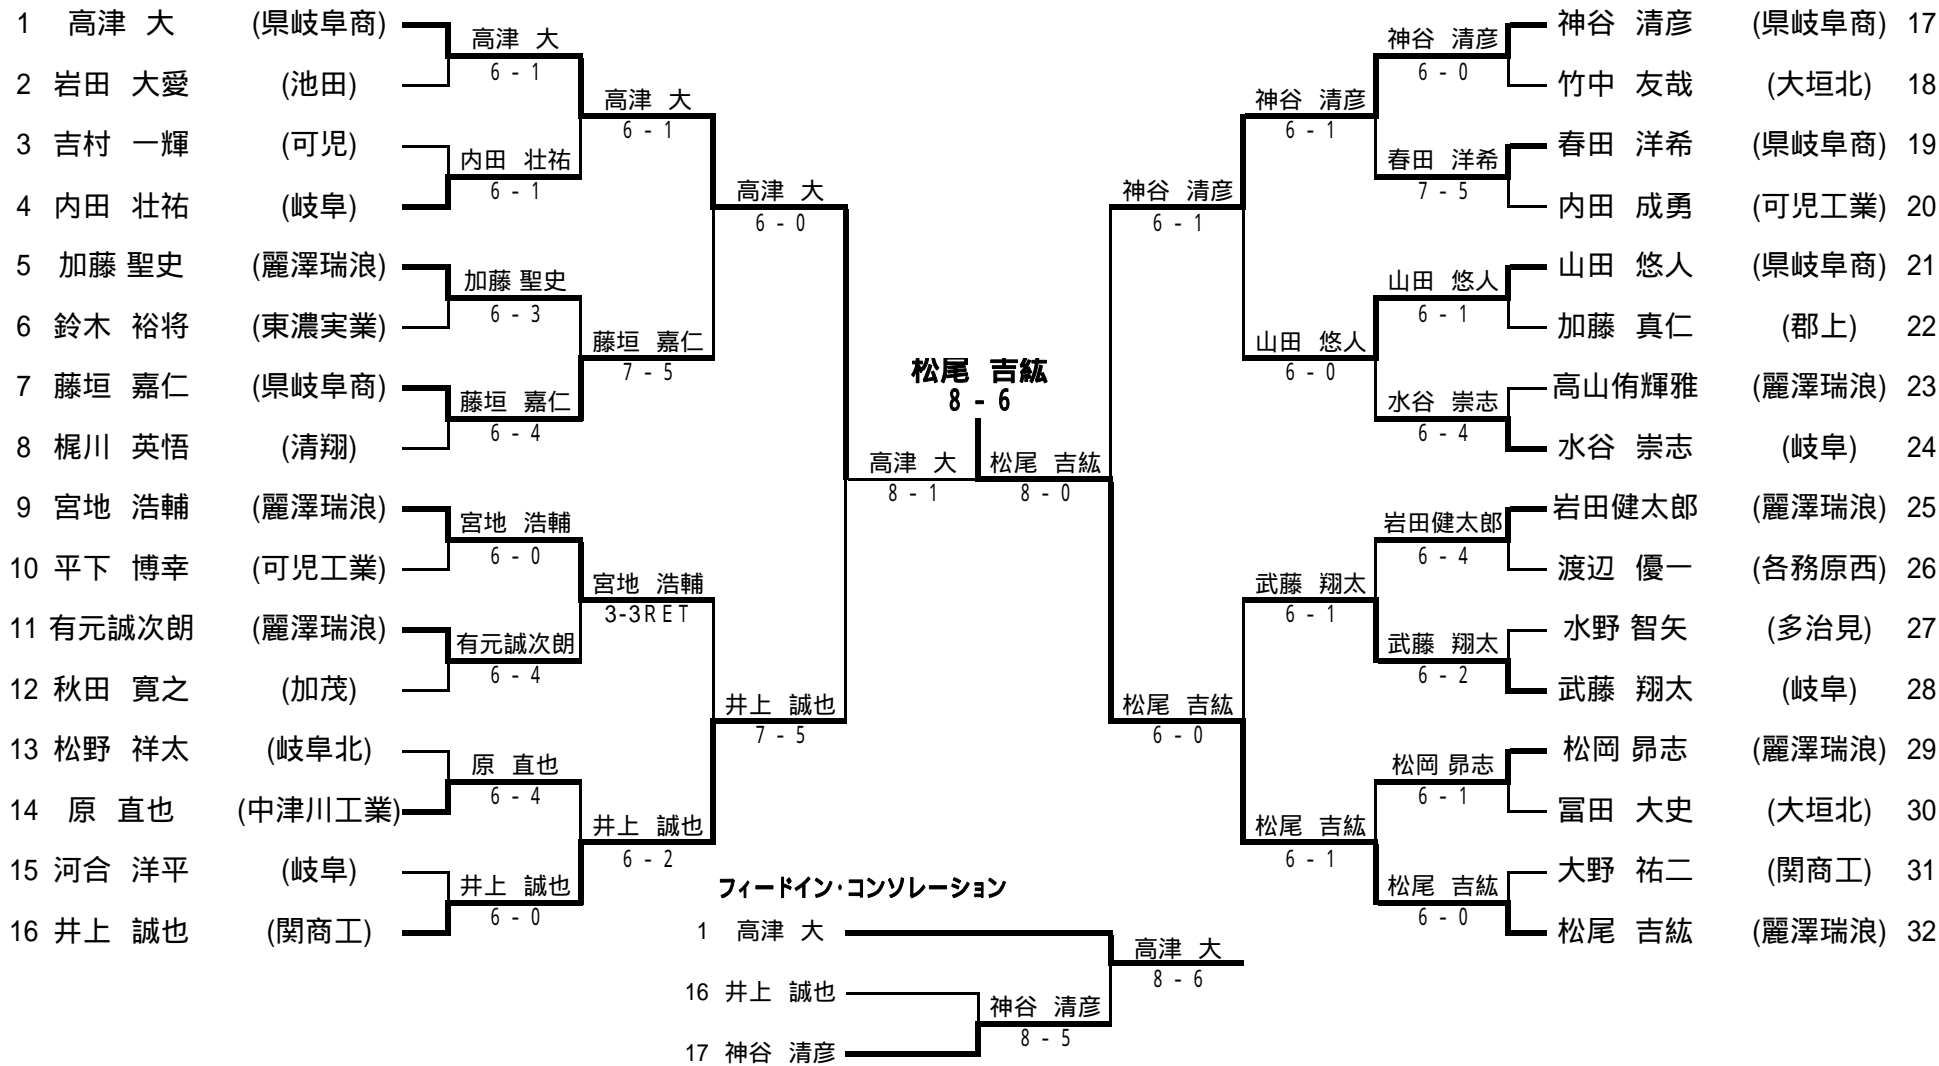 1 高津 大 (県岐阜商)
2 岩田 大愛 (池田)
3 吉村 一輝 (可児)
4 内田 壮祐 (岐阜)
5 加藤 聖史 (麗澤瑞浪)
6 鈴木 裕将 (東濃実業)
7 藤垣 嘉仁 (県岐阜商)
8 梶川 英悟 (清翔)
9 宮地 浩輔 (麗澤瑞浪)
10 平下 博幸 (可児工業)
11 有元誠次朗 (麗澤瑞浪)
12 秋田 寛之 (加茂)
13 松野 祥太 (岐阜北)
14 原 直也 (中津川工業)
15 河合 洋平 (岐阜)
16 井上 誠也 (関商工)
高津 大
6 - 1
内田 壮祐
6 - 1
加藤 聖史
6 - 3
藤垣 嘉仁
6 - 4
宮地 浩輔
6 - 0
有元誠次朗
6 - 4
原 直也
6 - 4
井上 誠也
6 - 0
高津 大
6 - 1
藤垣 嘉仁
7 - 5
宮地 浩輔
3-3RET
井上 誠也
6 - 2
高津 大
6 - 0
井上 誠也
7 - 5
高津 大
8 - 1
松尾 吉紘
8 - 6
松尾 吉紘
8 - 0
神谷 清彦
6 - 1
松尾 吉紘
6 - 0
神谷 清彦
6 - 1
山田 悠人
6 - 0
武藤 翔太
6 - 1
松尾 吉紘
6 - 1
神谷 清彦
6 - 0
春田 洋希
7 - 5
山田 悠人
6 - 1
水谷 崇志
6 - 4
岩田健太郎
6 - 4
武藤 翔太
6 - 2
松岡 昴志
6 - 1
松尾 吉紘
6 - 0
神谷 清彦 (県岐阜商) 17
竹中 友哉 (大垣北) 18
春田 洋希 (県岐阜商) 19
内田 成勇 (可児工業) 20
山田 悠人 (県岐阜商) 21
加藤 真仁 (郡上) 22
高山侑輝雅 (麗澤瑞浪) 23
水谷 崇志 (岐阜) 24
岩田健太郎 (麗澤瑞浪) 25
渡辺 優一 (各務原西) 26
水野 智矢 (多治見) 27
武藤 翔太 (岐阜) 28
松岡 昴志 (麗澤瑞浪) 29
冨田 大史 (大垣北) 30
大野 祐二 (関商工) 31
松尾 吉紘 (麗澤瑞浪) 32
フィードイン・コンソレーション
1 高津 大
16 井上 誠也
17 神谷 清彦
神谷 清彦
8 - 5
高津 大
8 - 6